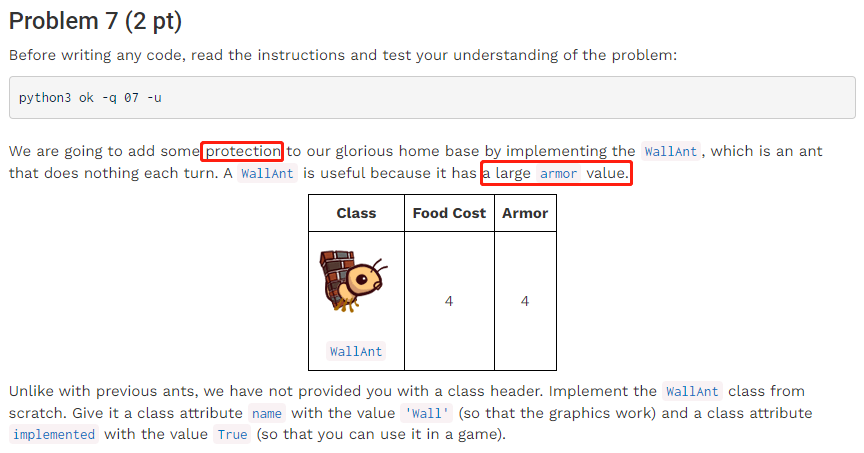 Problem 7 (2 pt)
Before writing any code, read the instructions and test your understanding of the problem:
python3 ok -q 07 -u
We are going to add some protection to our glorious home base by implementing the WallAnt, which is an ant
that does nothing each turn. A WallAnt is useful because it has a large armor value.
Class Food Cost Armor
4 4
WallAnt
Unlike with previous ants, we have not provided you with a class header. Implement the WallAnt class from
scratch. Give it a class attribute name with the value 'Wall' (so that the graphics work) and a class attribute
implemented with the value True (so that you can use it in a game).